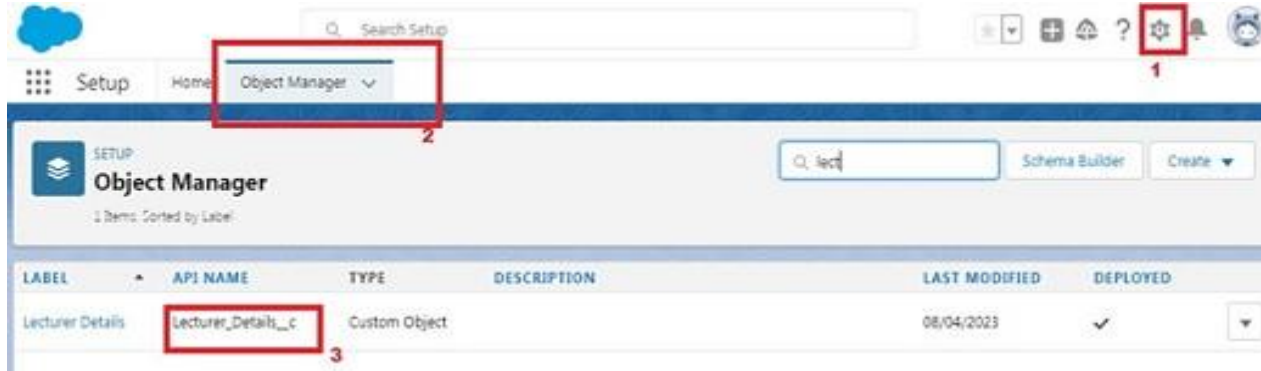 Search Setup
1
Setup Home Object Manager
2
SETUP
Object Manager
1 Items, Sorted by Label
lect
Schema Builder
Create
LABEL API NAME TYPE DESCRIPTION LAST MODIFIED DEPLOYED
Lecturer Details Lecturer_Details__c Custom Object 08/04/2023
3